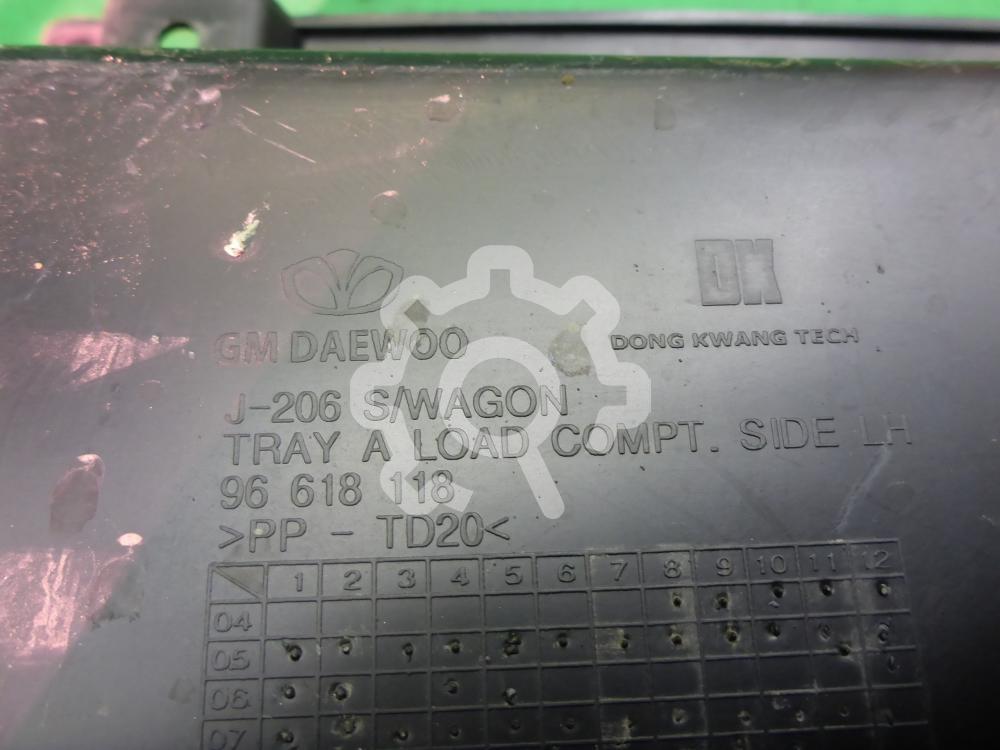 DK
GM DAEWOO
DONG KWANG TECH
J-206 S/WAGON
TRAY A LOAD COMPT. SIDE LH
96 618 118
>PP - TD20<
1 2 3 4 5 6 7 8 9 10 11 12
04
05
06
07